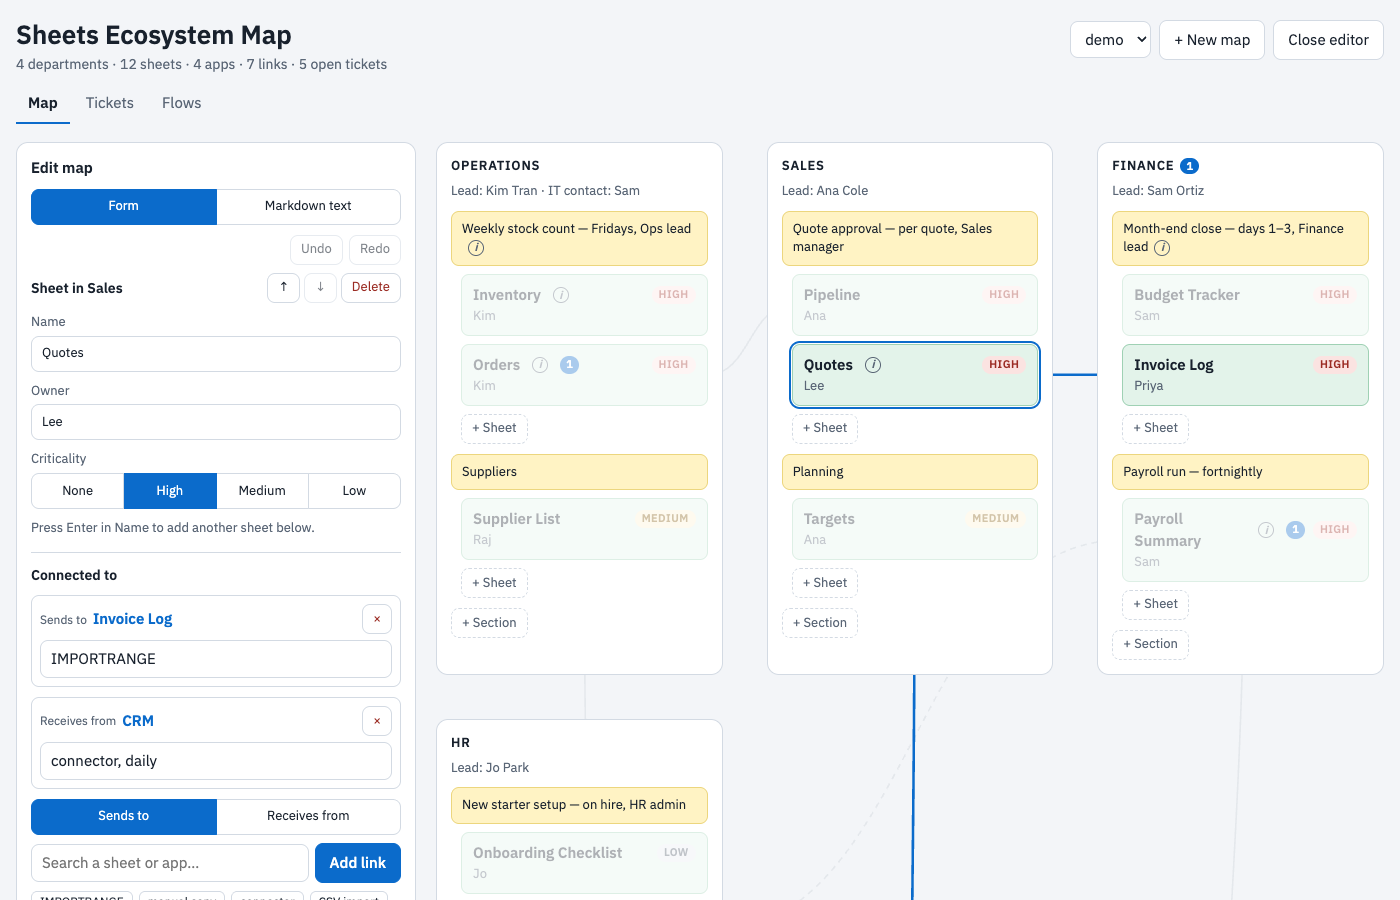 Sheets Ecosystem Map
4 departments · 12 sheets · 4 apps · 7 links · 5 open tickets
demo
+ New map
Close editor
Map
Tickets
Flows
Edit map
Form
Markdown text
Undo
Redo
Sheet in Sales
↑
↓
Delete
Name
Quotes
Owner
Lee
Criticality
None
High
Medium
Low
Press Enter in Name to add another sheet below.
Connected to
Sends to Invoice Log
×
IMPORTRANGE
Receives from CRM
×
connector, daily
Sends to
Receives from
Search a sheet or app...
Add link
IMPORTRANGE
manual copy
connector
CSV import
OPERATIONS
Lead: Kim Tran · IT contact: Sam
Weekly stock count — Fridays, Ops lead
i
Inventory i HIGH
Kim
Orders i 1 HIGH
Kim
+ Sheet
Suppliers
Supplier List MEDIUM
Raj
+ Sheet
+ Section
SALES
Lead: Ana Cole
Quote approval — per quote, Sales
manager
Pipeline HIGH
Ana
Quotes i HIGH
Lee
+ Sheet
Planning
Targets MEDIUM
Ana
+ Sheet
+ Section
FINANCE 1
Lead: Sam Ortiz
Month-end close — days 1–3, Finance
lead i
Budget Tracker HIGH
Sam
Invoice Log HIGH
Priya
+ Sheet
Payroll run — fortnightly
Payroll
Summary i 1 HIGH
Sam
+ Sheet
+ Section
HR
Lead: Jo Park
New starter setup — on hire, HR admin
Onboarding Checklist LOW
Jo